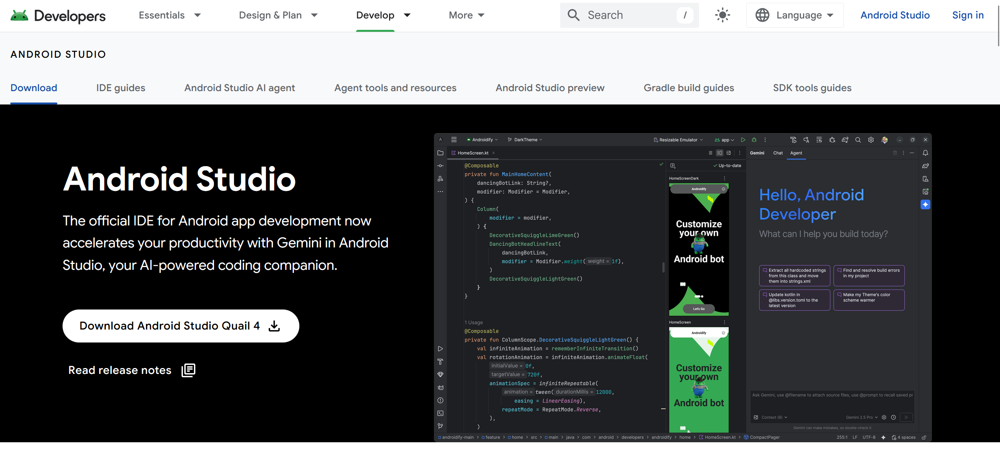 Developers
Essentials
Design & Plan
Develop
More
Search
/
Language
Android Studio
Sign in
ANDROID STUDIO
Download
IDE guides
Android Studio AI agent
Agent tools and resources
Android Studio preview
Gradle build guides
SDK tools guides
Android Studio
The official IDE for Android app development now
accelerates your productivity with Gemini in Android
Studio, your AI-powered coding companion.
Download Android Studio Quail 4
Read release notes
Androidify
DarkTheme
Resizable Emulator
app
HomeScreen.kt
@Composable
private fun MainHomeContent(
dancingBotLink: String?,
modifier: Modifier = Modifier,
) {
Column(
modifier = modifier,
) {
DecorativeSquiggleLimeGreen()
DancingBotHeadlineText(
dancingBotLink,
modifier = Modifier.weight( weight = 1f),
)
DecorativeSquiggleLightGreen()
}
}
1 Usage
@Composable
private fun ColumnScope.DecorativeSquiggleLightGreen() {
val infiniteAnimation = rememberInfiniteTransition()
val rotationAnimation = infiniteAnimation.animateFloat(
initialValue = 0f,
targetValue = 720f,
animationSpec = infiniteRepeatable(
animation = tween( durationMillis = 12000,
easing = LinearEasing),
repeatMode = RepeatMode.Reverse,
),
)
Up-to-date
HomeScreenDark
Androidify
Customize
your own
Android bot
Let's Go
HomeScreen
Androidify
Customize
your own
Android bot
Gemini
Chat
Agent
Hello, Android
Developer
What can I help you build today?
Extract all hardcoded strings
from this class and move
them into strings.xml
Find and resolve build errors
in my project
Update kotlin in
@libs.version.toml to the
latest version
Make my Theme's color
scheme warmer
Ask Gemini, use @filename to attach source files, use @prompt to recall saved pr
Context (6)
Gemini 2.5 Pro
Gemini can make mistakes, so double-check it
androidify-main > feature > home > src > main > java > com > android > developers > androidify > home > HomeScreen.kt > CompactPager
255:1 LF UTF-8 4 spaces